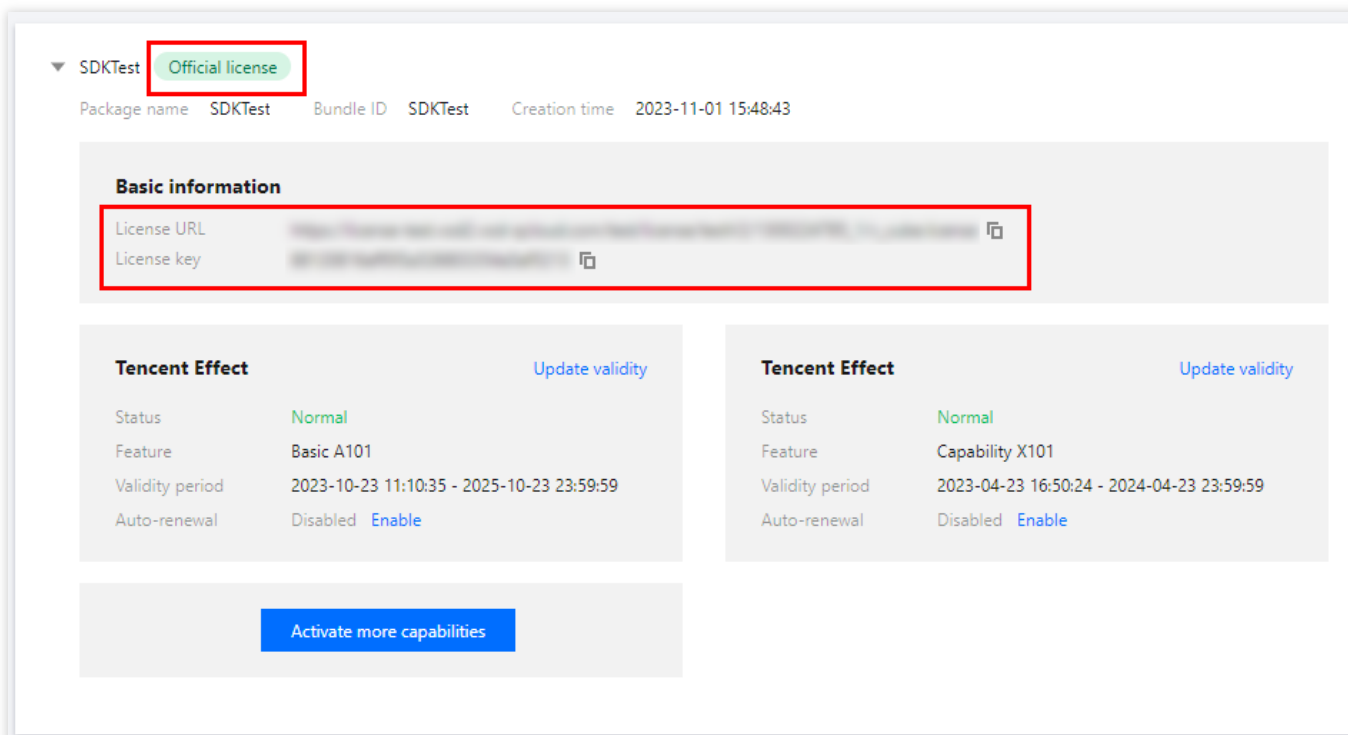 SDKTest Official license
Package name SDKTest Bundle ID SDKTest Creation time 2023-11-01 15:48:43
Basic information
License URL
License key
Tencent Effect Update validity
Status Normal
Feature Basic A101
Validity period 2023-10-23 11:10:35 - 2025-10-23 23:59:59
Auto-renewal Disabled Enable
Tencent Effect Update validity
Status Normal
Feature Capability X101
Validity period 2023-04-23 16:50:24 - 2024-04-23 23:59:59
Auto-renewal Disabled Enable
Activate more capabilities